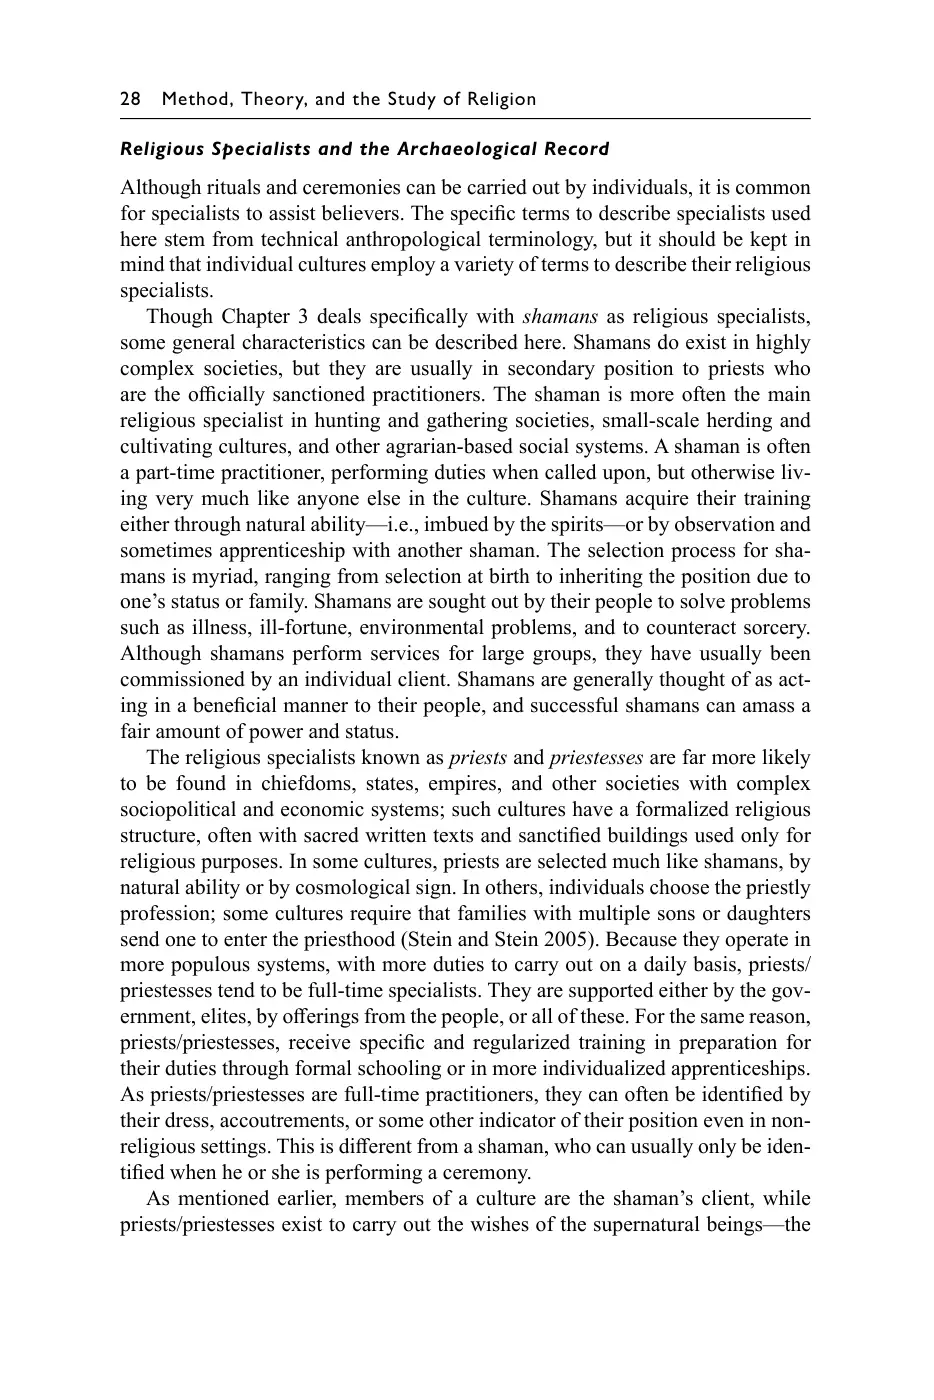 28 Method, Theory, and the Study of Religion
Religious Specialists and the Archaeological Record
Although rituals and ceremonies can be carried out by individuals, it is common
for specialists to assist believers. The specific terms to describe specialists used
here stem from technical anthropological terminology, but it should be kept in
mind that individual cultures employ a variety of terms to describe their religious
specialists.
Though Chapter 3 deals specifically with shamans as religious specialists,
some general characteristics can be described here. Shamans do exist in highly
complex societies, but they are usually in secondary position to priests who
are the officially sanctioned practitioners. The shaman is more often the main
religious specialist in hunting and gathering societies, small-scale herding and
cultivating cultures, and other agrarian-based social systems. A shaman is often
a part-time practitioner, performing duties when called upon, but otherwise liv-
ing very much like anyone else in the culture. Shamans acquire their training
either through natural ability—i.e., imbued by the spirits—or by observation and
sometimes apprenticeship with another shaman. The selection process for sha-
mans is myriad, ranging from selection at birth to inheriting the position due to
one’s status or family. Shamans are sought out by their people to solve problems
such as illness, ill-fortune, environmental problems, and to counteract sorcery.
Although shamans perform services for large groups, they have usually been
commissioned by an individual client. Shamans are generally thought of as act-
ing in a beneficial manner to their people, and successful shamans can amass a
fair amount of power and status.
The religious specialists known as priests and priestesses are far more likely
to be found in chiefdoms, states, empires, and other societies with complex
sociopolitical and economic systems; such cultures have a formalized religious
structure, often with sacred written texts and sanctified buildings used only for
religious purposes. In some cultures, priests are selected much like shamans, by
natural ability or by cosmological sign. In others, individuals choose the priestly
profession; some cultures require that families with multiple sons or daughters
send one to enter the priesthood (Stein and Stein 2005). Because they operate in
more populous systems, with more duties to carry out on a daily basis, priests/
priestesses tend to be full-time specialists. They are supported either by the gov-
ernment, elites, by offerings from the people, or all of these. For the same reason,
priests/priestesses, receive specific and regularized training in preparation for
their duties through formal schooling or in more individualized apprenticeships.
As priests/priestesses are full-time practitioners, they can often be identified by
their dress, accoutrements, or some other indicator of their position even in non-
religious settings. This is different from a shaman, who can usually only be iden-
tified when he or she is performing a ceremony.
As mentioned earlier, members of a culture are the shaman’s client, while
priests/priestesses exist to carry out the wishes of the supernatural beings—the